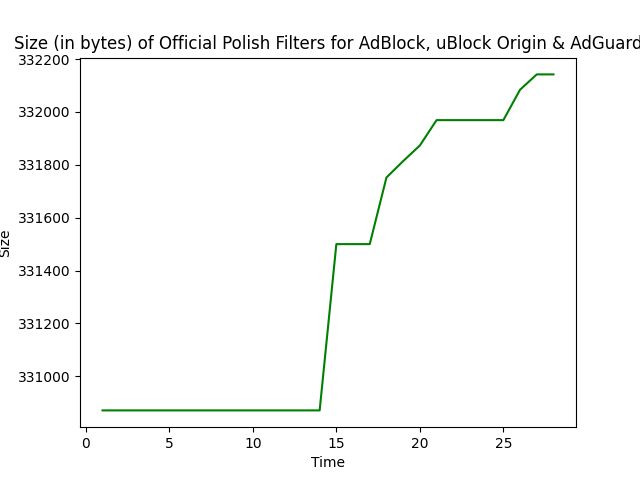 Size (in bytes) of Official Polish Filters for AdBlock, uBlock Origin & AdGuard
332200
332000
331800
331600
331400
331200
331000
Size
0 5 10 15 20 25
Time